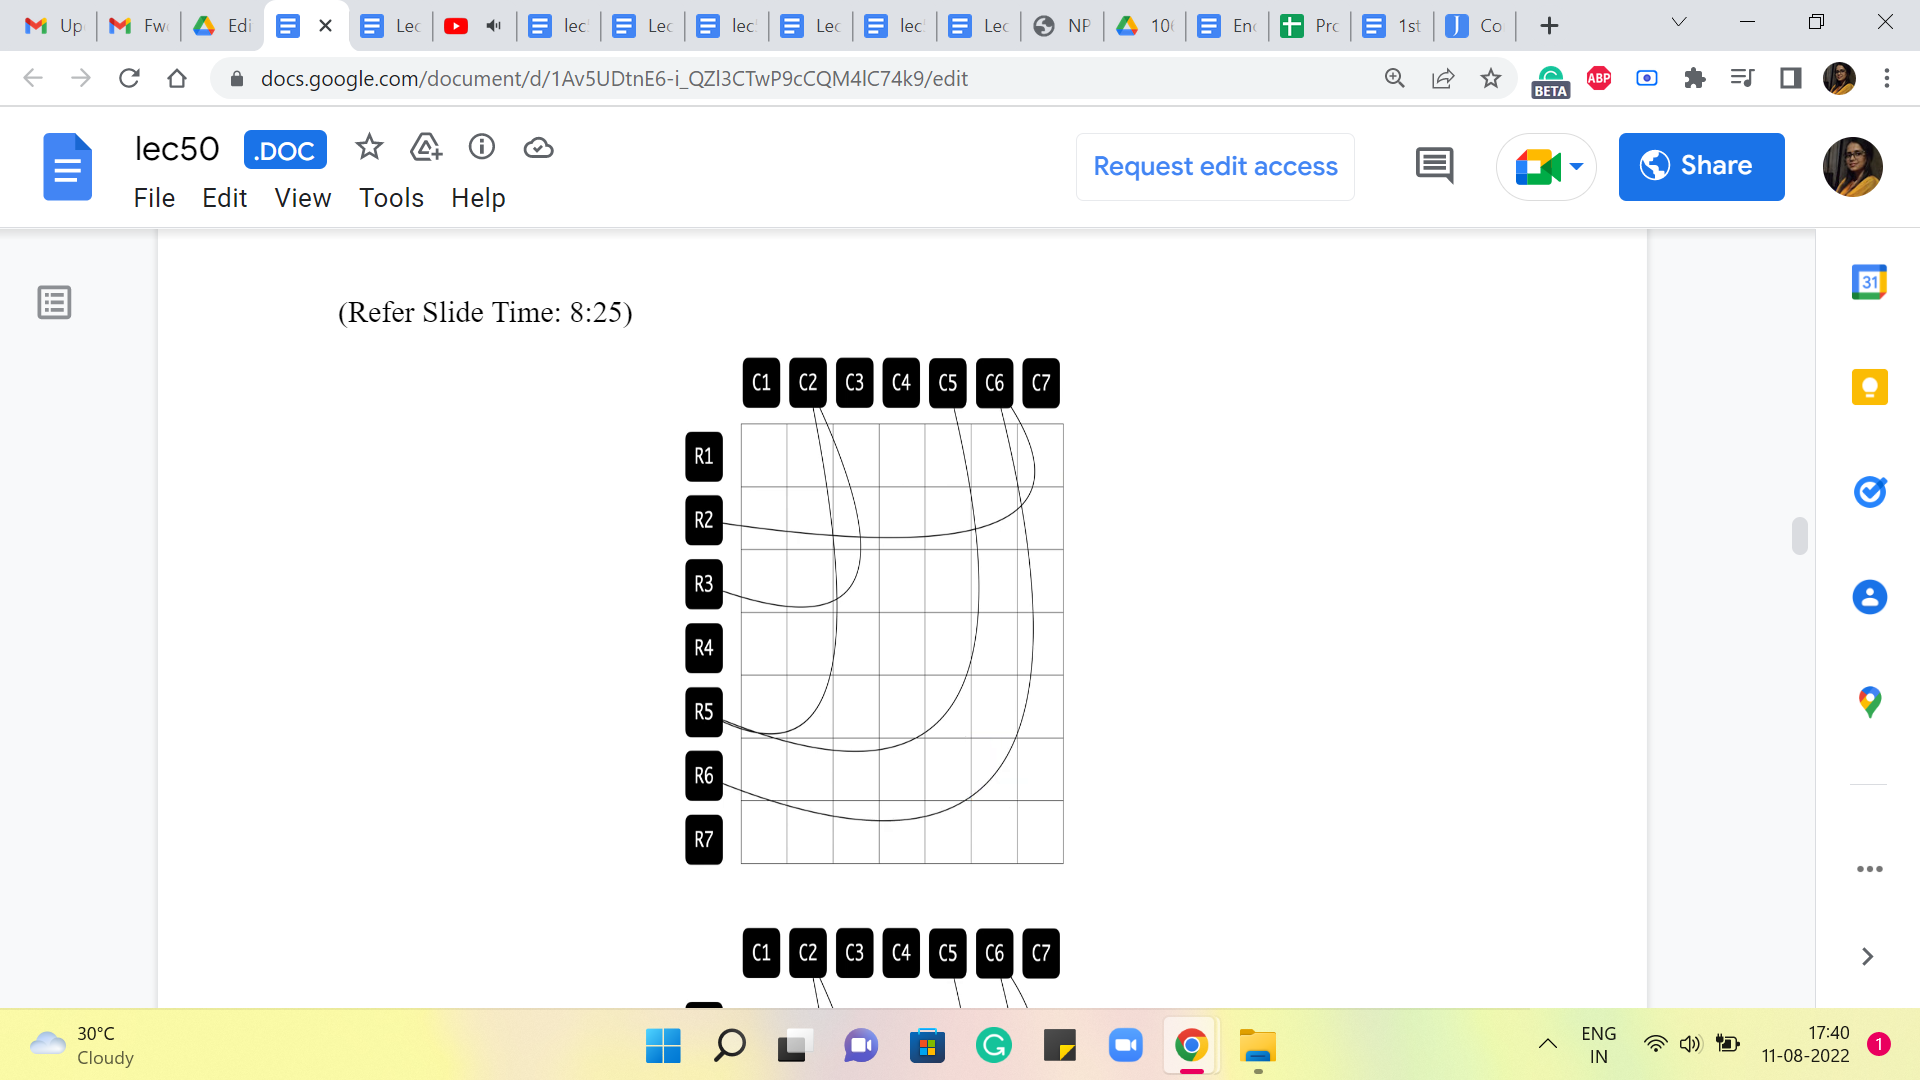 Up
Fw
Edi
Lec
lec
Lec
lec
Lec
lec
Lec
NP
10
En
Pro
1st
Co
docs.google.com/document/d/1Av5UDtnE6-i_QZl3CTwP9cCQM4lC74k9/edit
ABP
BETA
lec50 .DOC
File Edit View Tools Help
Request edit access
Share
31
(Refer Slide Time: 8:25)
C1 C2 C3 C4 C5 C6 C7
R1
R2
R3
R4
R5
R6
R7
C1 C2 C3 C4 C5 C6 C7
30°C
Cloudy
ENG
IN
17:40
11-08-2022
1